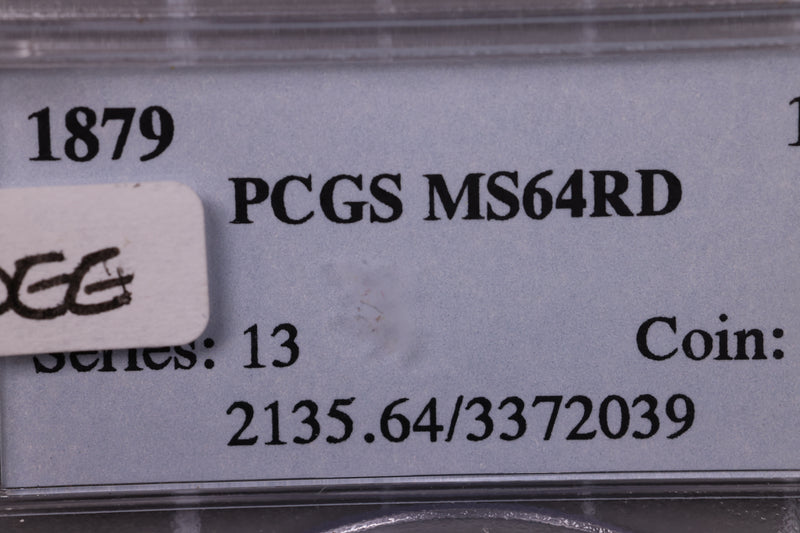 1879
PCGS MS64RD
Series: 13 Coin:
2135.64/3372039